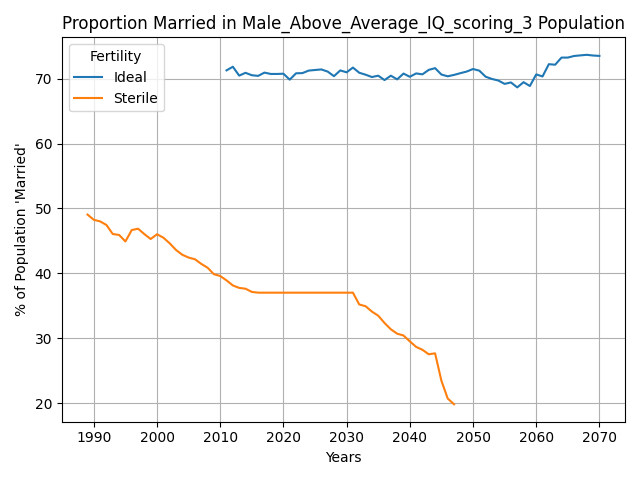 Proportion Married in Male_Above_Average_IQ_scoring_3 Population
Fertility
Ideal
Sterile
% of Population 'Married'
70
60
50
40
30
20
1990 2000 2010 2020 2030 2040 2050 2060 2070
Years